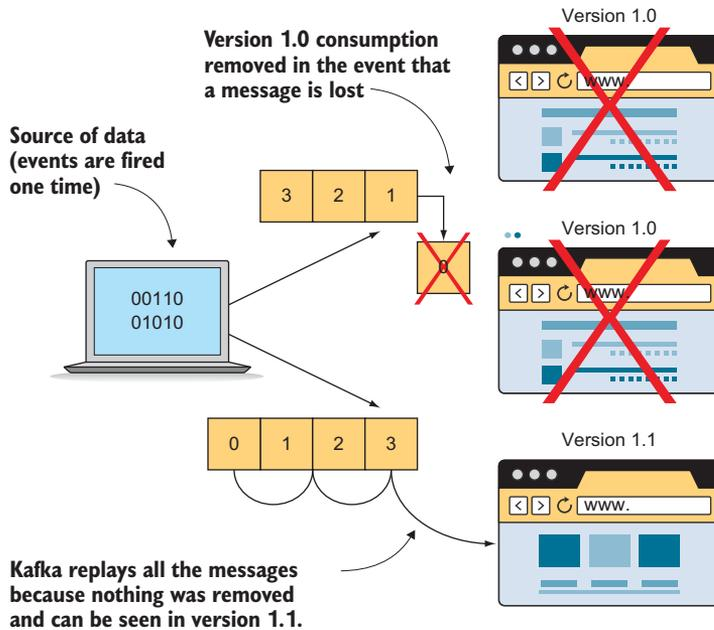 Version 1.0
Version 1.0 consumption
removed in the event that
a message is lost
www.
Source of data
(events are fired
one time)
3 2 1
Version 1.0
0
www.
00110
01010
Version 1.1
0 1 2 3
www.
Kafka replays all the messages
because nothing was removed
and can be seen in version 1.1.